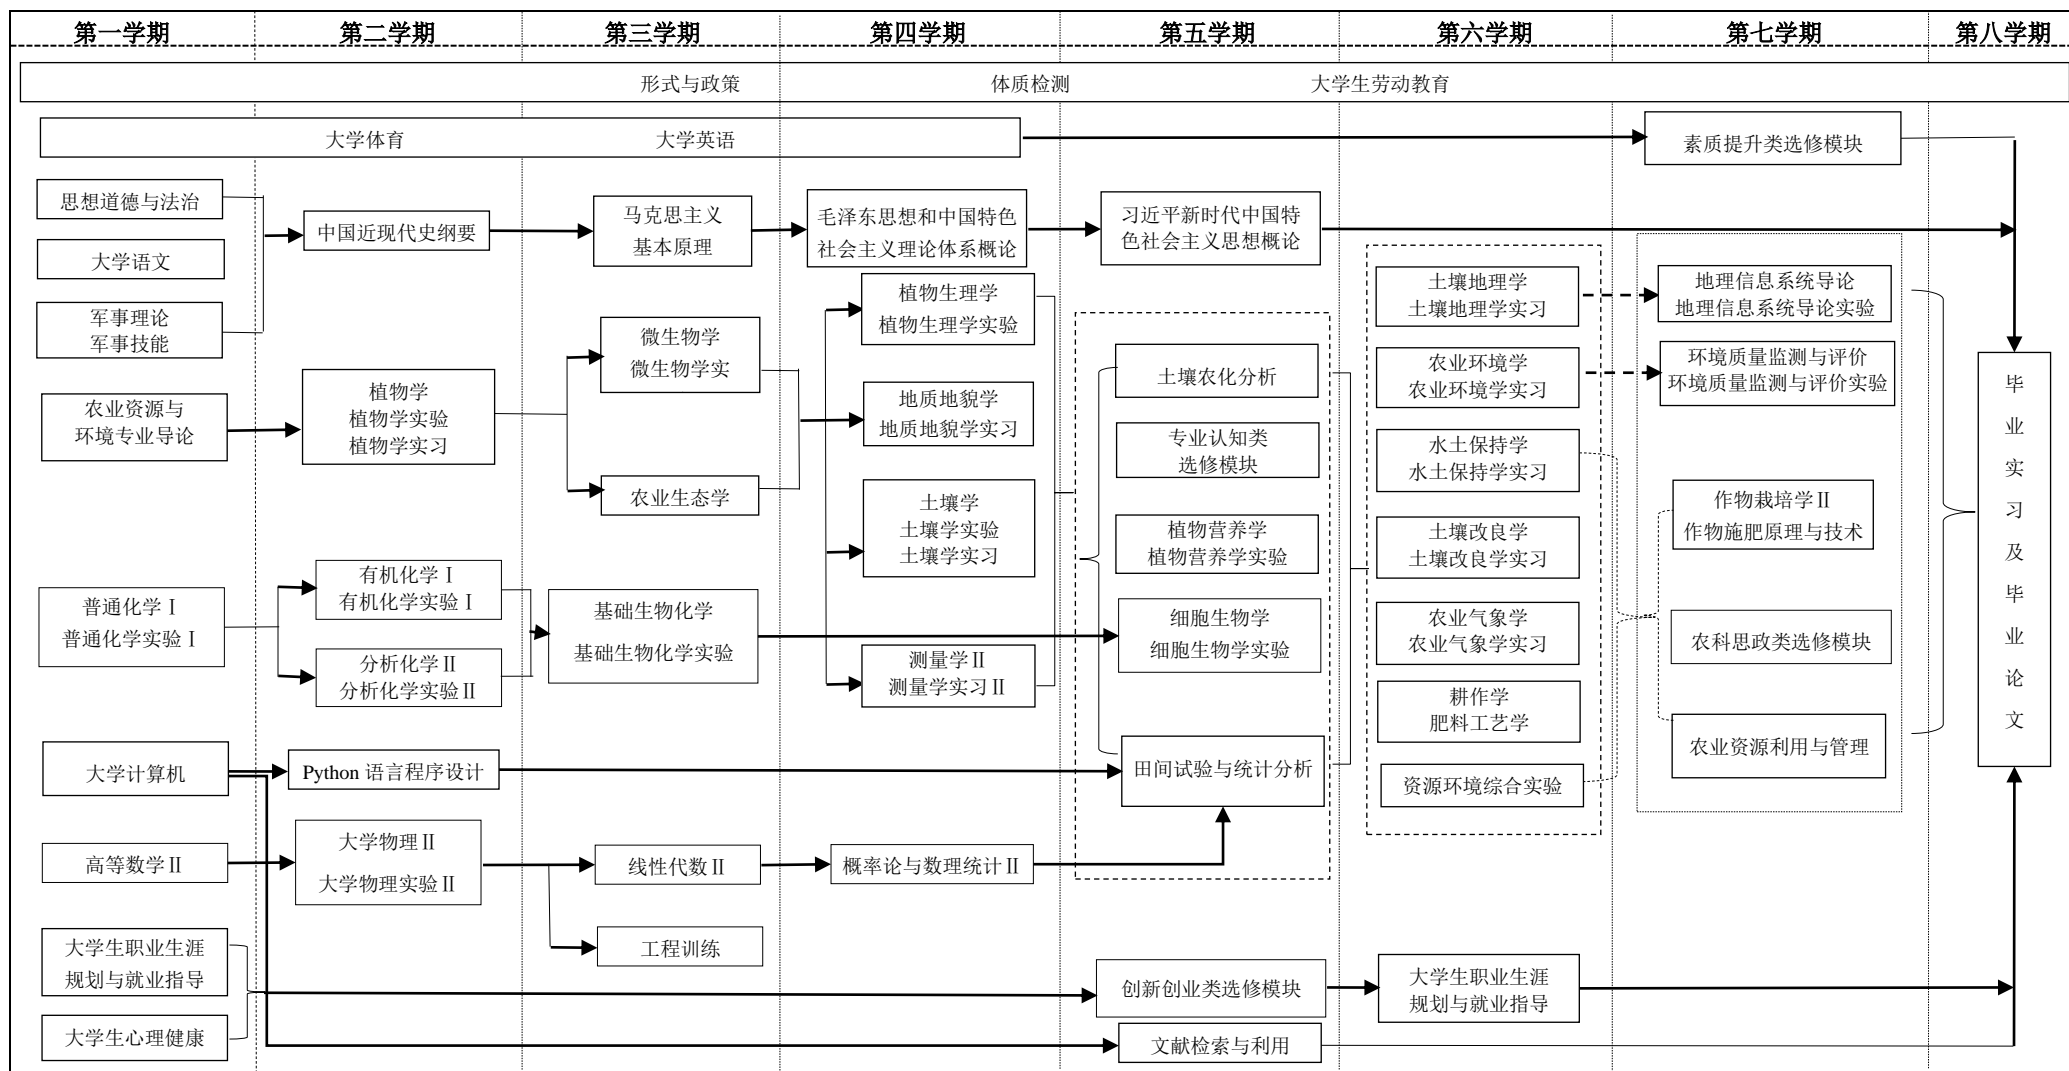 第一学期
第二学期
第三学期
第四学期
第五学期
第六学期
第七学期
第八学期
形式与政策
体质检测
大学生劳动教育
大学体育
大学英语
素质提升类选修模块
思想道德与法治
大学语文
军事理论
军事技能
农业资源与
环境专业导论
普通化学Ⅰ
普通化学实验Ⅰ
大学计算机
高等数学Ⅱ
大学生职业生涯
规划与就业指导
大学生心理健康
中国近现代史纲要
植物学
植物学实验
植物学实习
有机化学Ⅰ
有机化学实验Ⅰ
分析化学Ⅱ
分析化学实验Ⅱ
Python 语言程序设计
大学物理Ⅱ
大学物理实验Ⅱ
马克思主义
基本原理
微生物学
微生物学实
农业生态学
基础生物化学
基础生物化学实验
线性代数Ⅱ
工程训练
毛泽东思想和中国特色
社会主义理论体系概论
植物生理学
植物生理学实验
地质地貌学
地质地貌学实习
土壤学
土壤学实验
土壤学实习
测量学Ⅱ
测量学实习Ⅱ
概率论与数理统计Ⅱ
习近平新时代中国特
色社会主义思想概论
土壤农化分析
专业认知类
选修模块
植物营养学
植物营养学实验
细胞生物学
细胞生物学实验
田间试验与统计分析
创新创业类选修模块
文献检索与利用
土壤地理学
土壤地理学实习
农业环境学
农业环境学实习
水土保持学
水土保持学实习
土壤改良学
土壤改良学实习
农业气象学
农业气象学实习
耕作学
肥料工艺学
资源环境综合实验
大学生职业生涯
规划与就业指导
地理信息系统导论
地理信息系统导论实验
环境质量监测与评价
环境质量监测与评价实验
作物栽培学Ⅱ
作物施肥原理与技术
农科思政类选修模块
农业资源利用与管理
毕业实习及毕业论文